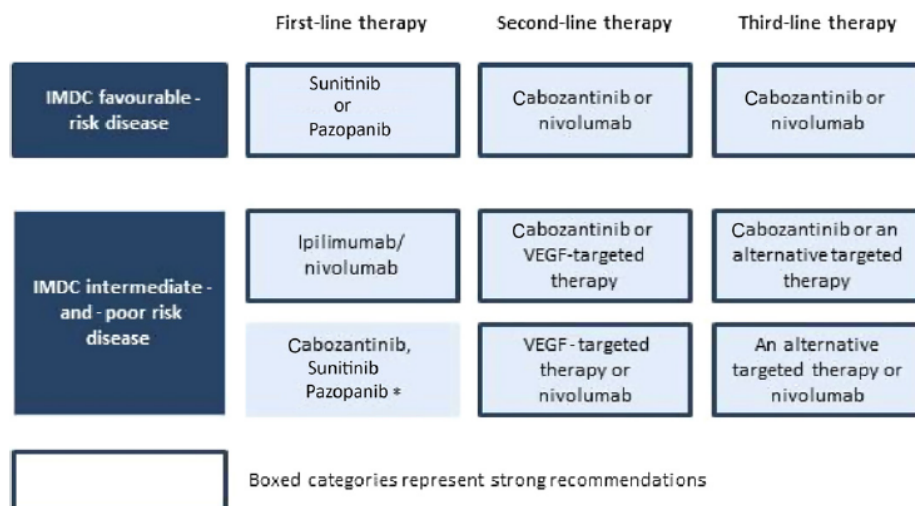 First-line therapy
Second-line therapy
Third-line therapy
IMDC favourable -
risk disease
Sunitinib
or
Pazopanib
Cabozantinib or
nivolumab
Cabozantinib or
nivolumab
IMDC intermediate -
and - poor risk
disease
Ipilimumab/
nivolumab
Cabozantinib or
VEGF-targeted
therapy
Cabozantinib or an
alternative targeted
therapy
Cabozantinib,
Sunitinib
Pazopanib *
VEGF - targeted
therapy or
nivolumab
An alternative
targeted therapy or
nivolumab
Boxed categories represent strong recommendations